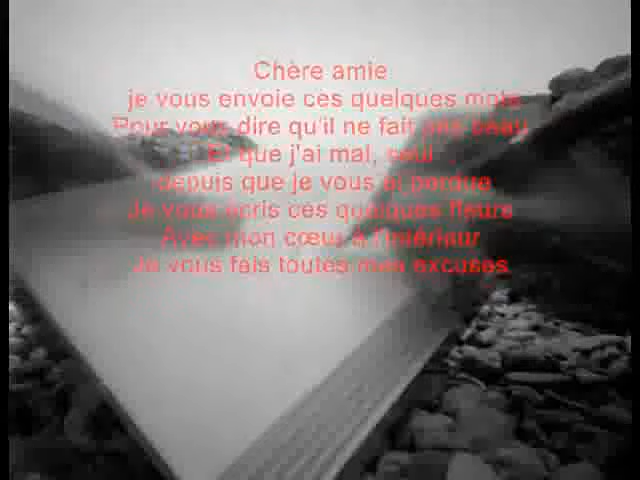 Chère amie
je vous envoie ces quelques mots
Pour vous dire qu'il ne fait pas beau
Et que j'ai mal, seul
depuis que je vous ai perdue
Je vous écris ces quelques fleurs
Avec mon cœur à l'intérieur
Je vous fais toutes mes excuses